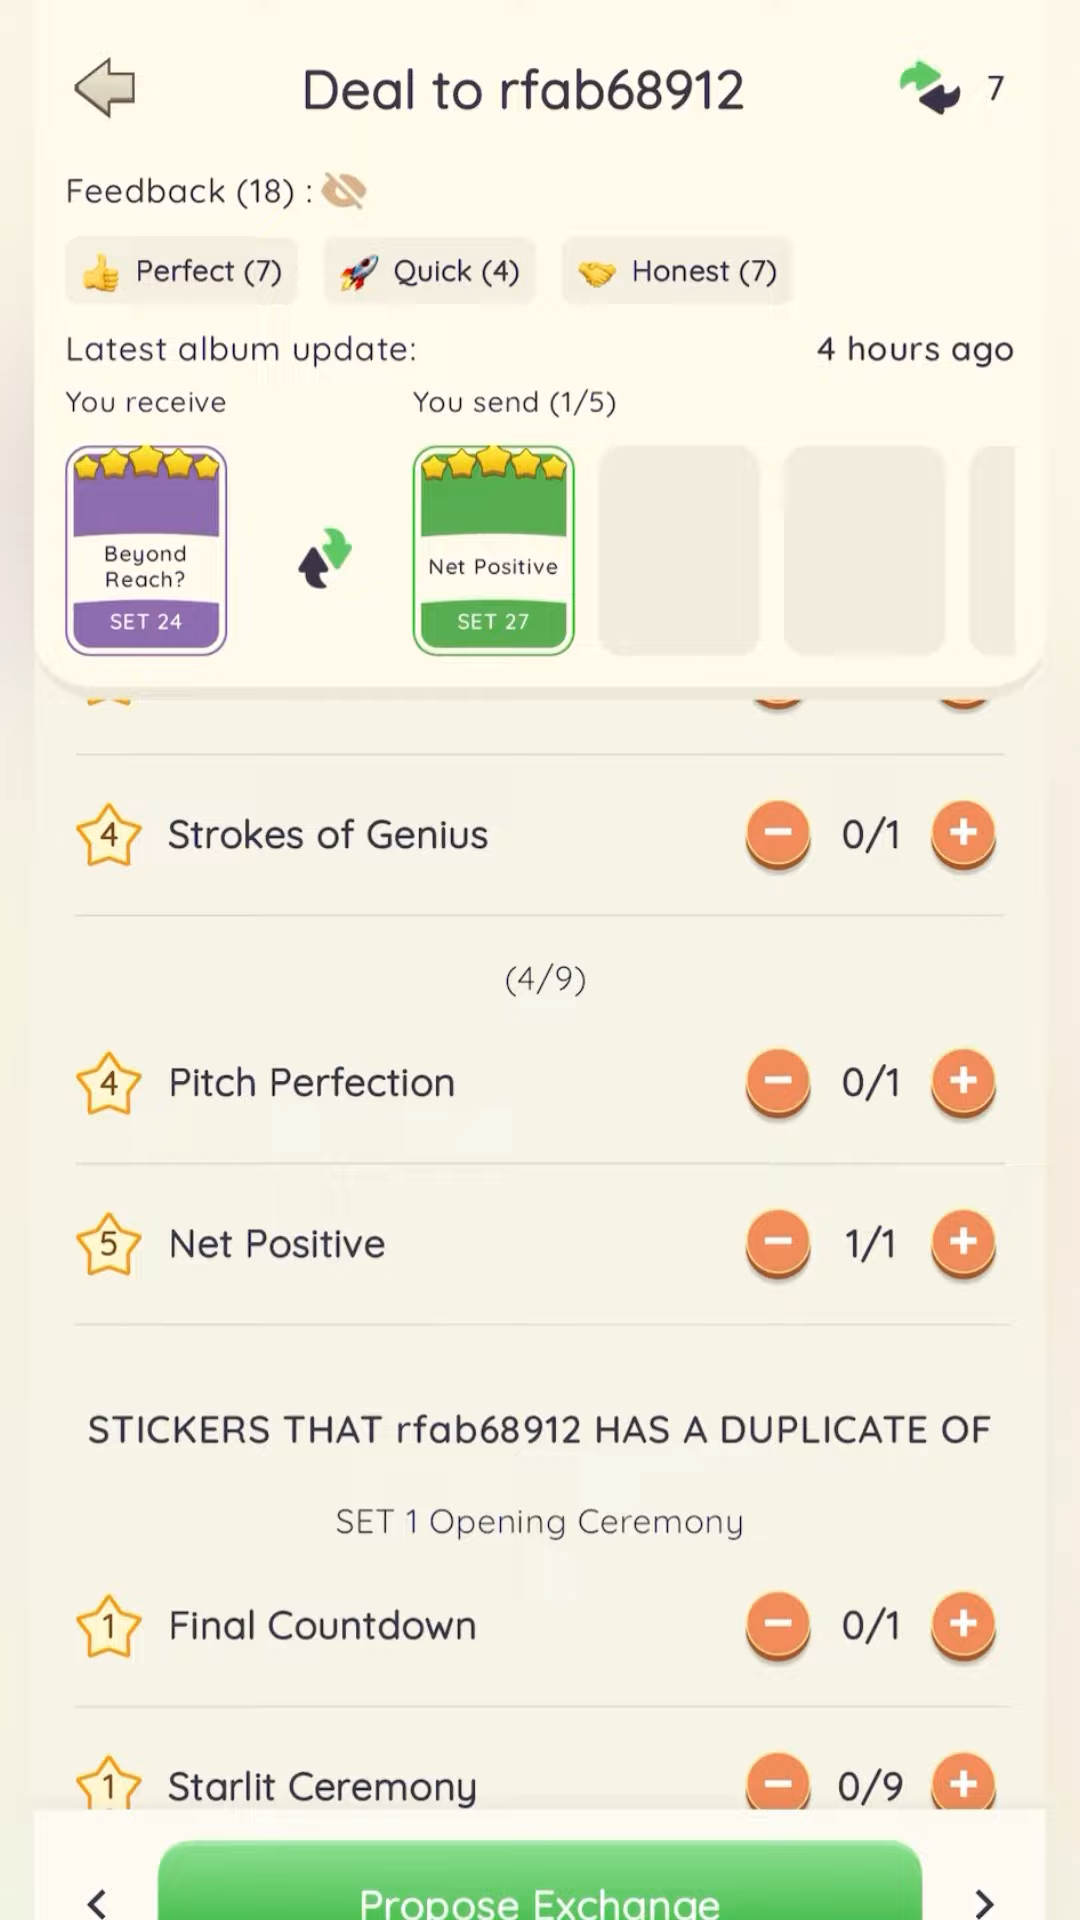 Deal to rfab68912
7
Feedback (18) :
Perfect (7)
Quick (4)
Honest (7)
Latest album update:
4 hours ago
You receive
You send (1/5)
Beyond
Reach?
SET 24
Net Positive
SET 27
4
Strokes of Genius
0/1
(4/9)
4
Pitch Perfection
0/1
5
Net Positive
1/1
STICKERS THAT rfab68912 HAS A DUPLICATE OF
SET 1 Opening Ceremony
1
Final Countdown
0/1
1
Starlit Ceremony
0/9
Propose Exchange